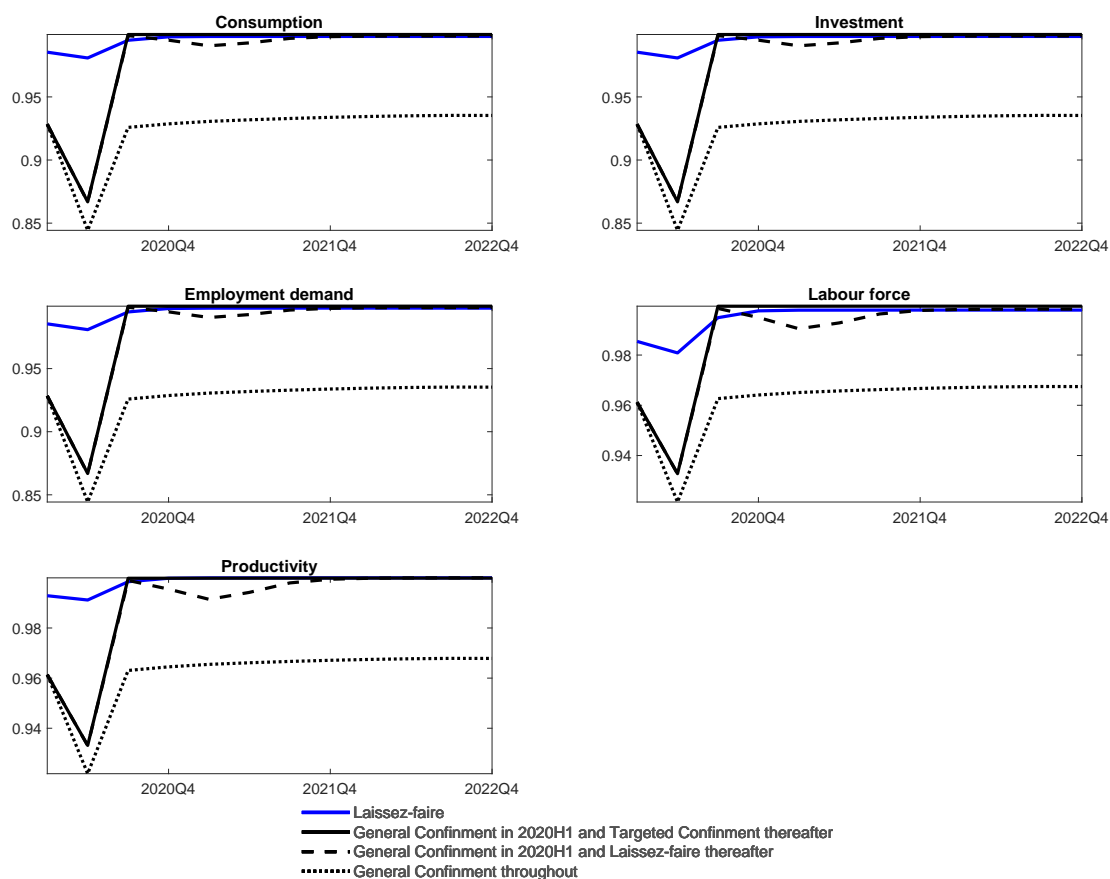 Consumption
0.95
0.9
0.85
2020Q4 2021Q4 2022Q4
Investment
0.95
0.9
0.85
2020Q4 2021Q4 2022Q4
Employment demand
0.95
0.9
0.85
2020Q4 2021Q4 2022Q4
Labour force
0.98
0.96
0.94
2020Q4 2021Q4 2022Q4
Productivity
0.98
0.96
0.94
2020Q4 2021Q4 2022Q4
Laissez-faire
General Confinment in 2020H1 and Targeted Confinment thereafter
General Confinment in 2020H1 and Laissez-faire thereafter
General Confinment throughout